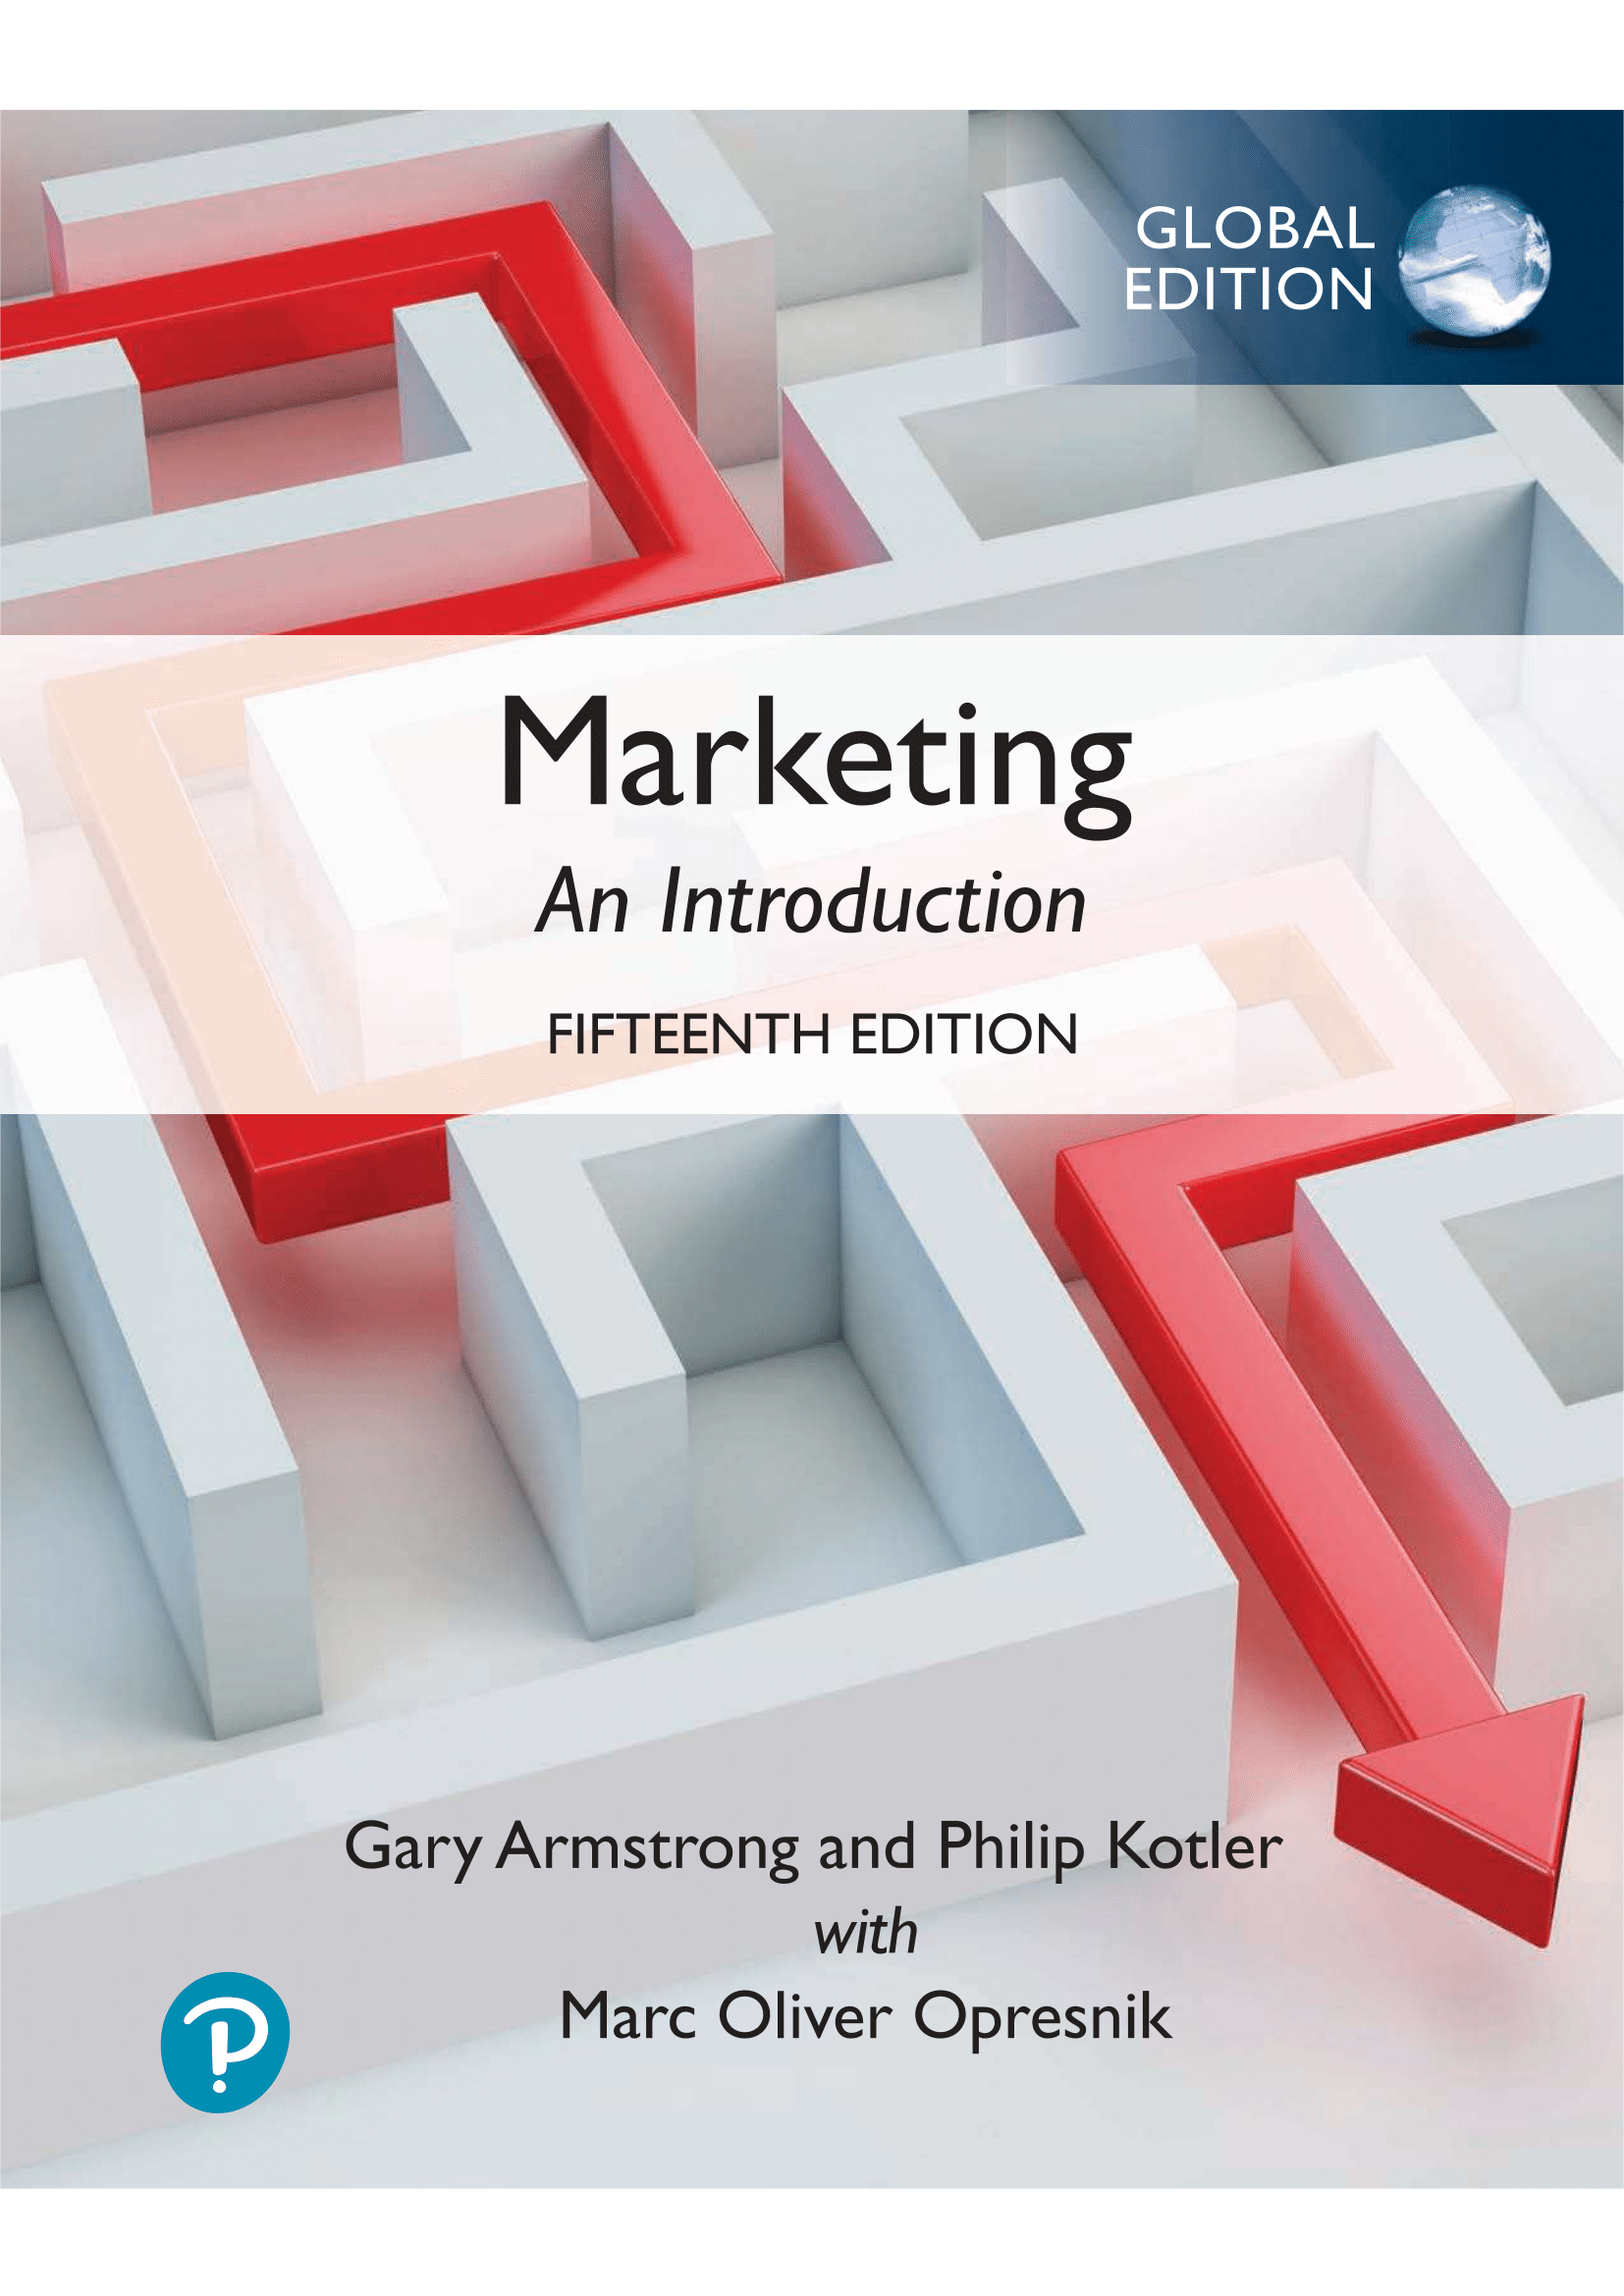 GLOBAL
EDITION
Marketing
An Introduction
FIFTEENTH EDITION
Gary Armstrong and Philip Kotler
with
Marc Oliver Opresnik